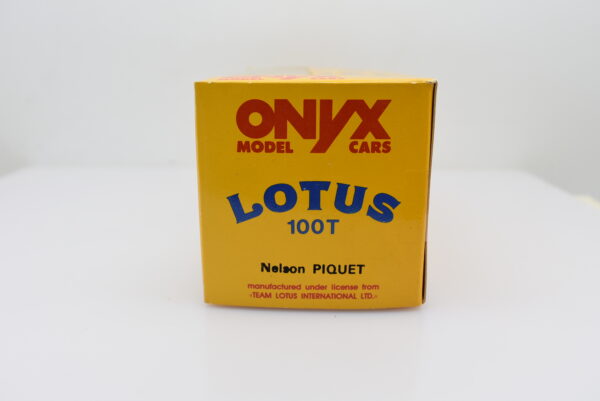 ONYX
MODEL CARS
LOTUS
100T
Nelson PIQUET
manufactured under license from
TEAM LOTUS INTERNATIONAL LTD.